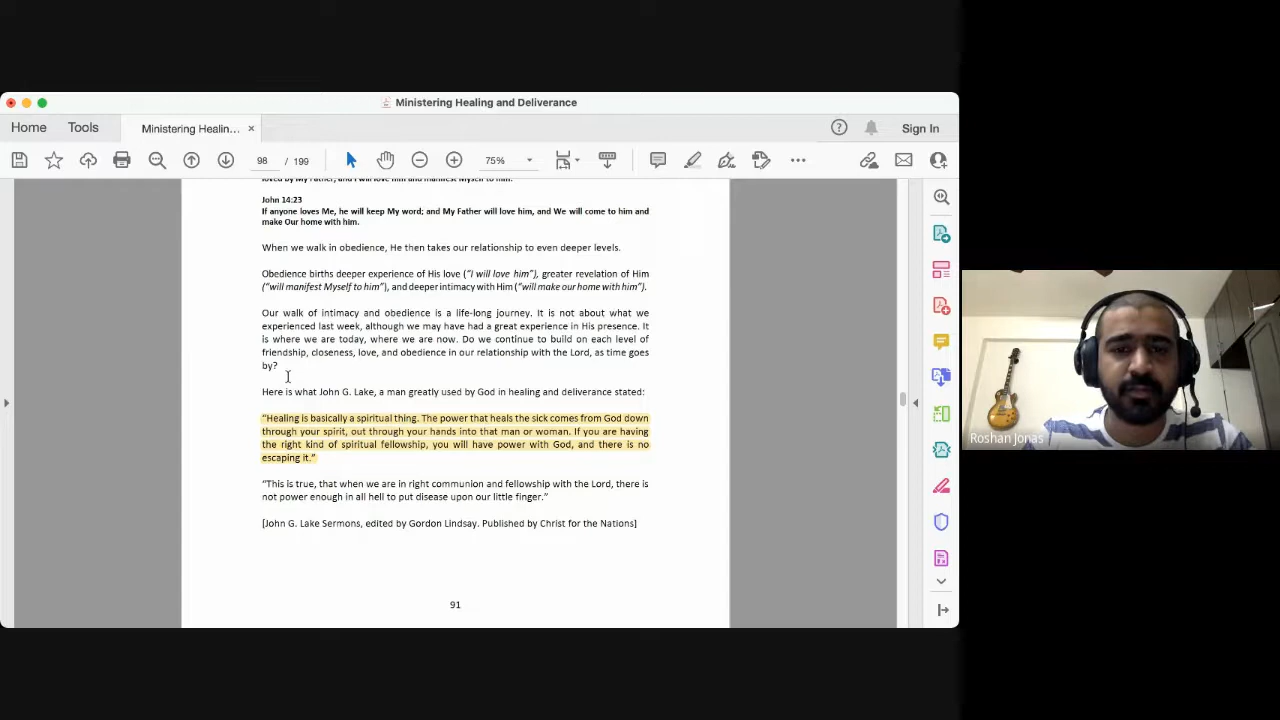 Ministering Healing and Deliverance
Home Tools Ministering Healin... × Sign In
98 / 199 75%
loved by My Father, and I will love him and manifest Myself to him.
John 14:23
If anyone loves Me, he will keep My word; and My Father will love him, and We will come to him and
make Our home with him.
When we walk in obedience, He then takes our relationship to even deeper levels.
Obedience births deeper experience of His love (“I will love him”), greater revelation of Him
(“will manifest Myself to him”), and deeper intimacy with Him (“will make our home with him”).
Our walk of intimacy and obedience is a life-long journey. It is not about what we
experienced last week, although we may have had a great experience in His presence. It
is where we are today, where we are now. Do we continue to build on each level of
friendship, closeness, love, and obedience in our relationship with the Lord, as time goes
by?
Here is what John G. Lake, a man greatly used by God in healing and deliverance stated:
“Healing is basically a spiritual thing. The power that heals the sick comes from God down
through your spirit, out through your hands into that man or woman. If you are having
the right kind of spiritual fellowship, you will have power with God, and there is no
escaping it.”
“This is true, that when we are in right communion and fellowship with the Lord, there is
not power enough in all hell to put disease upon our little finger.”
[John G. Lake Sermons, edited by Gordon Lindsay. Published by Christ for the Nations]
91
Roshan Jonas